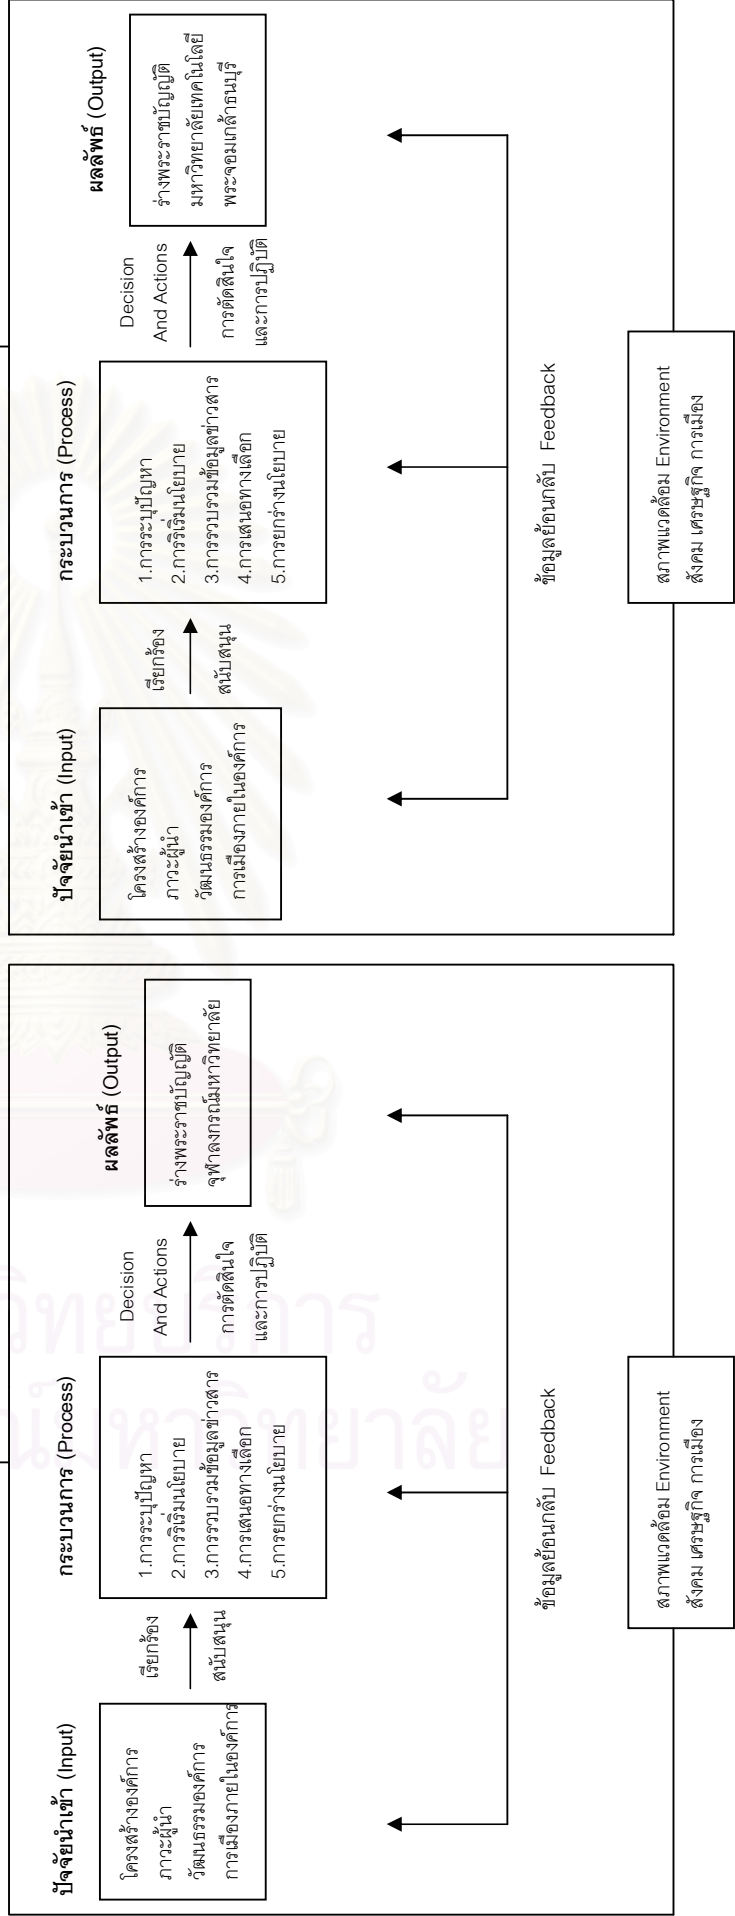 ปัจจัยนำเข้า (Input)
โครงสร้างองค์การ
ภาวะผู้นำ
วัฒนธรรมองค์การ
การเมืองภายในองค์การ
เรียกร้อง
สนับสนุน
กระบวนการ (Process)
1.การระบุปัญหา
2.การริเริ่มนโยบาย
3.การรวบรวมข้อมูลข่าวสาร
4.การเสนอทางเลือก
5.การยกร่างนโยบาย
Decision
And Actions
การตัดสินใจ
และการปฏิบัติ
ผลลัพธ์ (Output)
ร่างพระราชบัญญัติ
จุฬาลงกรณ์มหาวิทยาลัย
ข้อมูลย้อนกลับ Feedback
สภาพแวดล้อม Environment
สังคม เศรษฐกิจ การเมือง
ปัจจัยนำเข้า (Input)
โครงสร้างองค์การ
ภาวะผู้นำ
วัฒนธรรมองค์การ
การเมืองภายในองค์การ
เรียกร้อง
สนับสนุน
กระบวนการ (Process)
1.การระบุปัญหา
2.การริเริ่มนโยบาย
3.การรวบรวมข้อมูลข่าวสาร
4.การเสนอทางเลือก
5.การยกร่างนโยบาย
Decision
And Actions
การตัดสินใจ
และการปฏิบัติ
ผลลัพธ์ (Output)
ร่างพระราชบัญญัติ
มหาวิทยาลัยเทคโนโลยี
พระจอมเกล้าธนบุรี
ข้อมูลย้อนกลับ Feedback
สภาพแวดล้อม Environment
สังคม เศรษฐกิจ การเมือง
วิทยบริการ
ณ์มหาวิทยาลัย